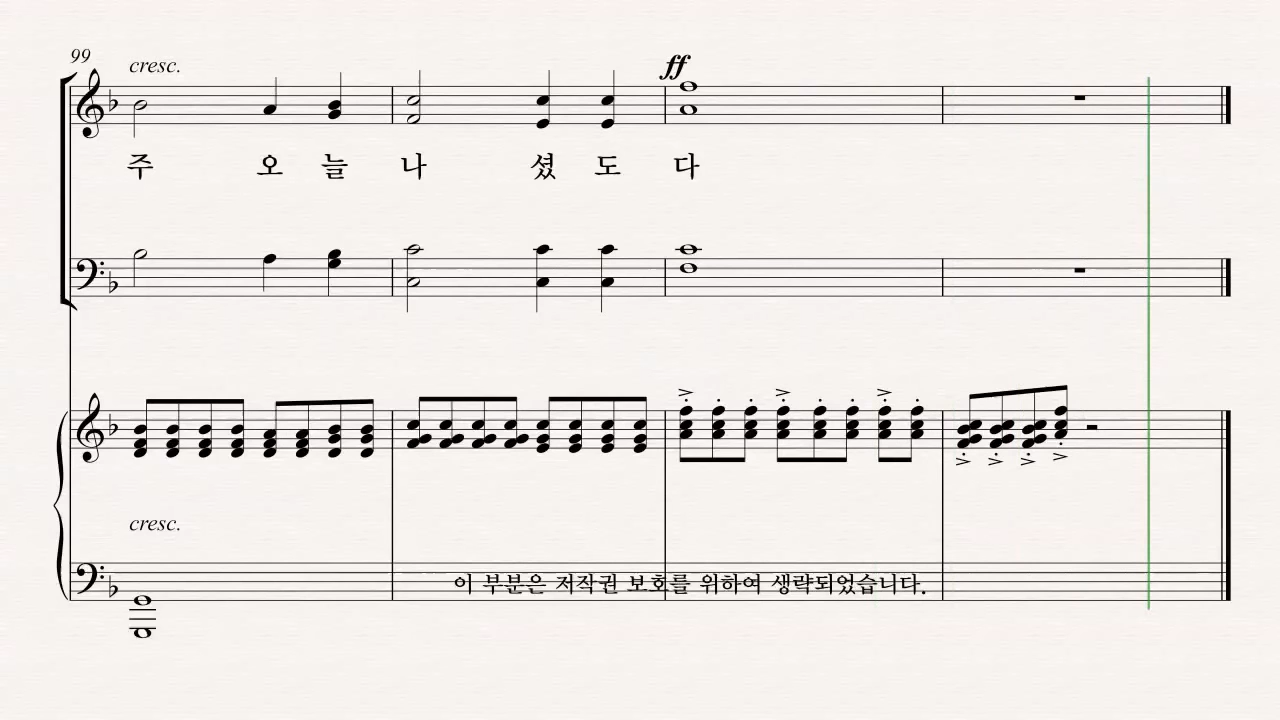 99
cresc.
ff
주 오 늘 나 셨 도 다
cresc.
이 부분은 저작권 보호를 위하여 생략되었습니다.